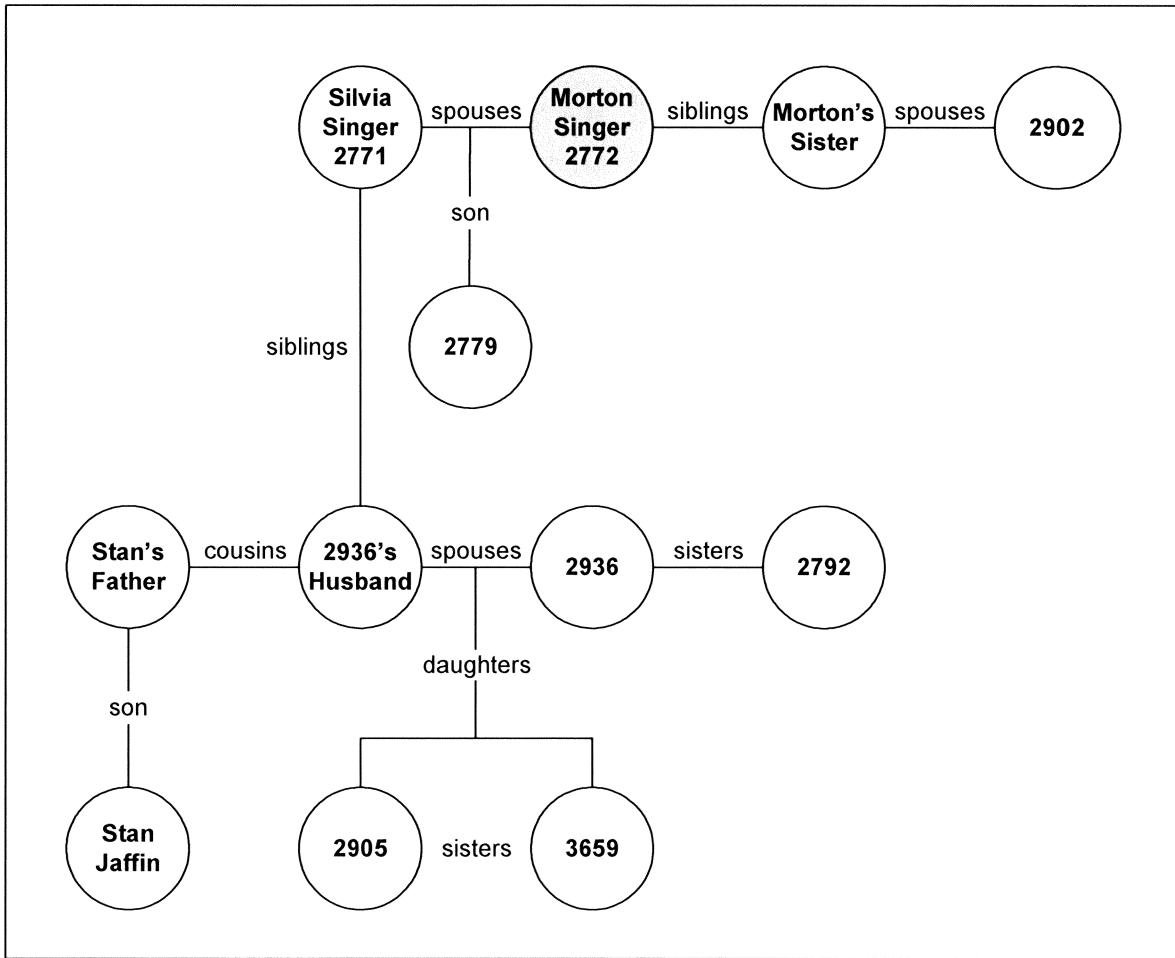 Silvia
Singer
2771
spouses
Morton
Singer
2772
siblings
Morton's
Sister
spouses
2902
son
2779
siblings
Stan's
Father
cousins
2936's
Husband
spouses
2936
sisters
2792
daughters
son
Stan
Jaffin
2905
sisters
3659